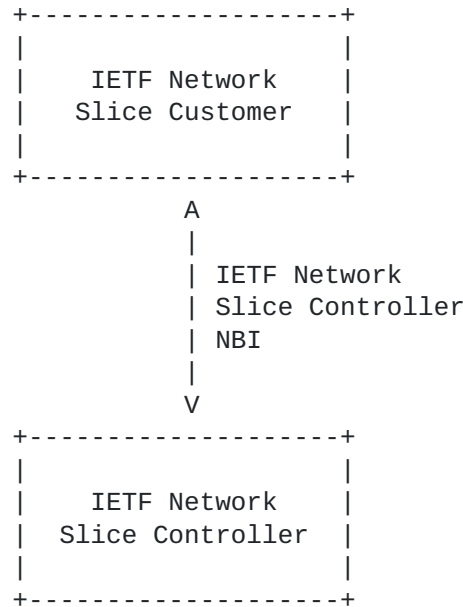 +--------------------+
|                    |
|    IETF Network    |
|   Slice Customer   |
|                    |
+--------------------+
           A
           |
           | IETF Network
           | Slice Controller
           | NBI
           |
           V
+--------------------+
|                    |
|    IETF Network    |
|  Slice Controller  |
|                    |
+--------------------+